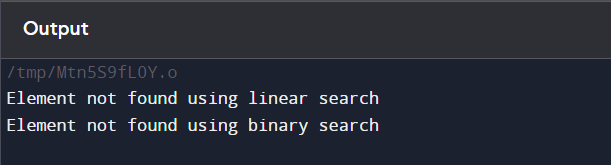 Output
/tmp/Mtn5S9fLOY.o
Element not found using linear search
Element not found using binary search